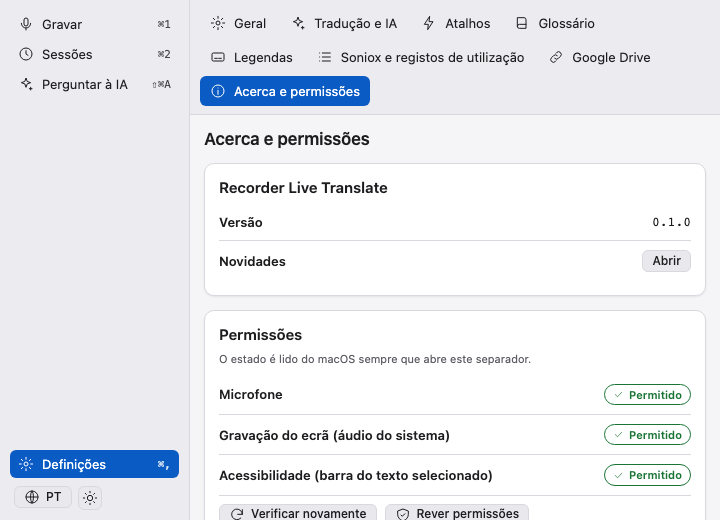 Gravar ⌘1
Sessões ⌘2
Perguntar à IA ⇧⌘A
Geral
Tradução e IA
Atalhos
Glossário
Legendas
Soniox e registos de utilização
Google Drive
Acerca e permissões
Acerca e permissões
Recorder Live Translate
Versão 0.1.0
Novidades Abrir
Permissões
O estado é lido do macOS sempre que abre este separador.
Microfone Permitido
Gravação do ecrã (áudio do sistema) Permitido
Acessibilidade (barra do texto selecionado) Permitido
Verificar novamente Rever permissões
Definições ⌘,
PT